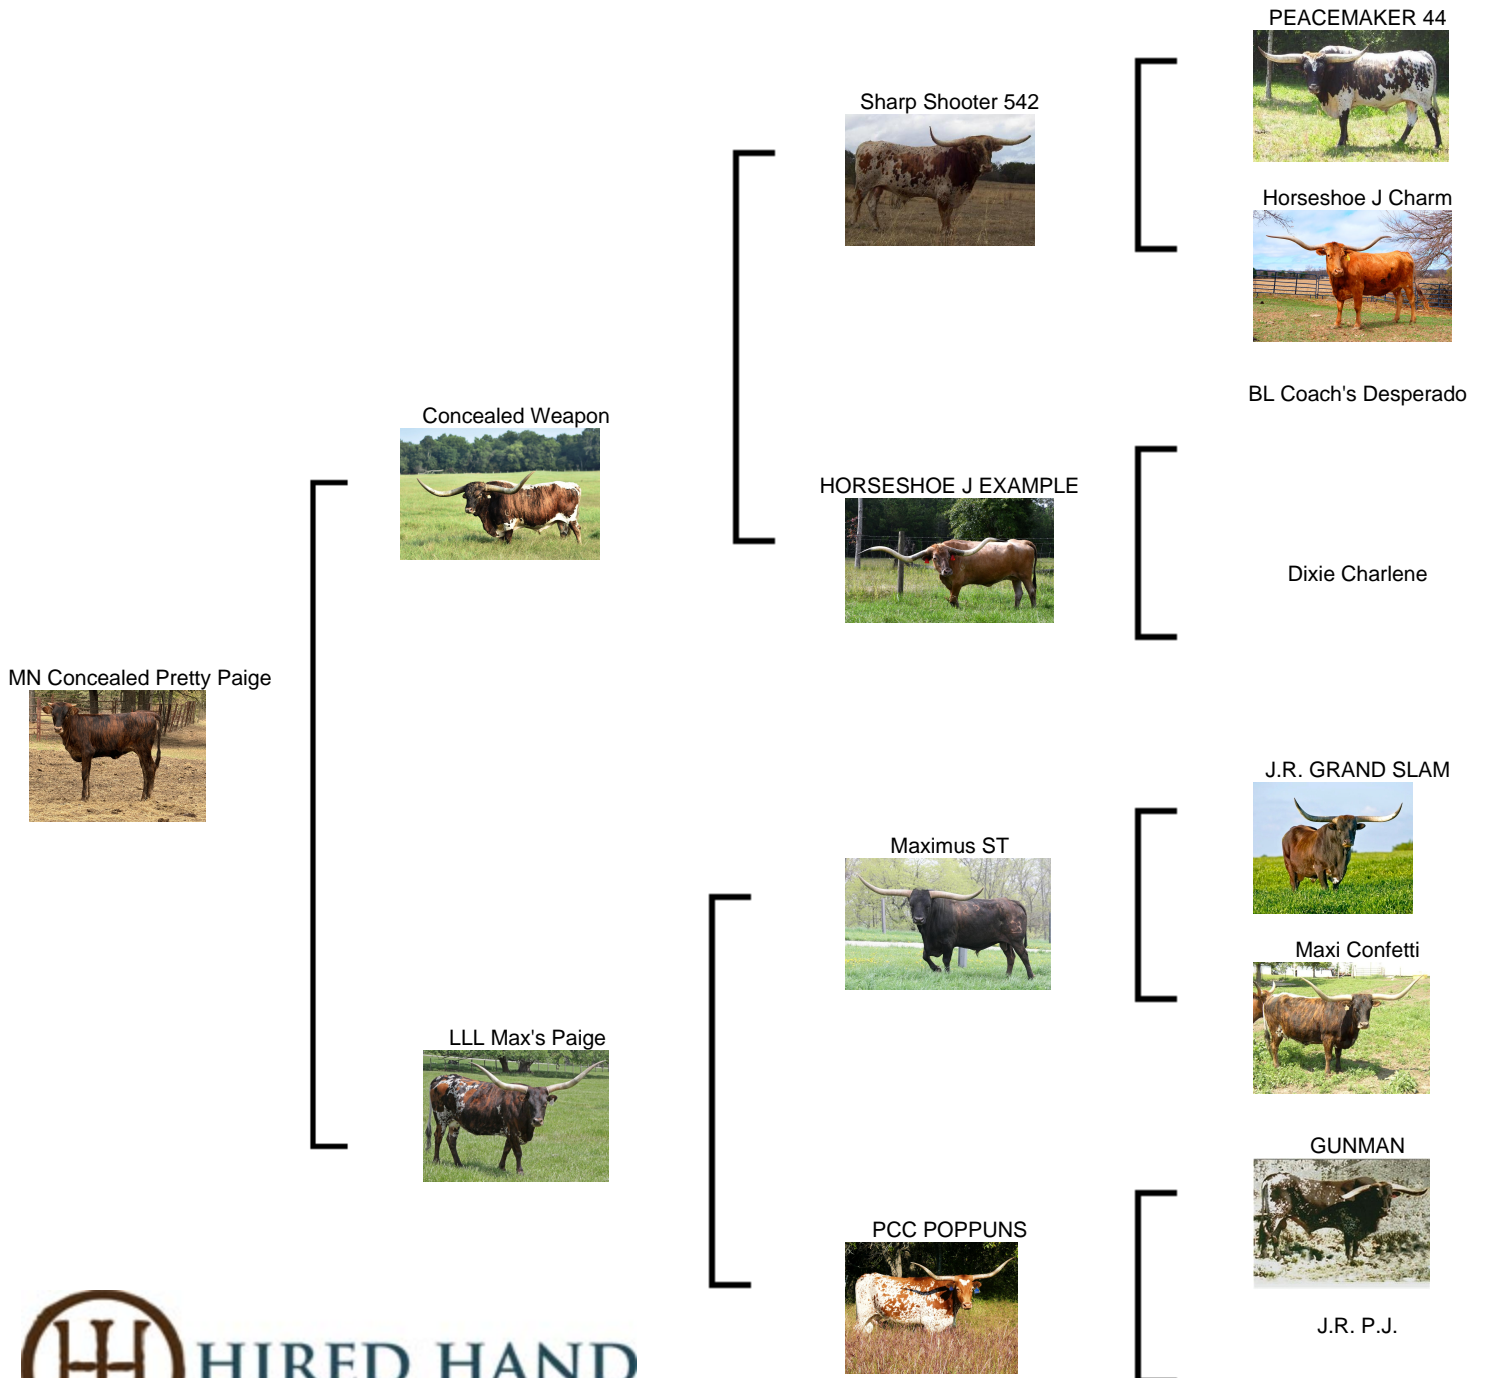 PEACEMAKER 44
Sharp Shooter 542
Horseshoe J Charm
Concealed Weapon
BL Coach's Desperado
HORSESHOE J EXAMPLE
Dixie Charlene
MN Concealed Pretty Paige
J.R. GRAND SLAM
Maximus ST
Maxi Confetti
LLL Max's Paige
GUNMAN
PCC POPPUNS
J.R. P.J.
HIRED HAND